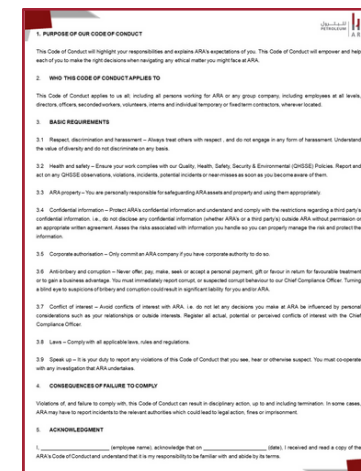 بترول
PETROLEUM
AR
1. PURPOSE OF OUR CODE OF CONDUCT
This Code of Conduct will highlight your responsibilities and explains ARA's expectations of you. This Code of Conduct will empower and help
each of you to make the right decisions when navigating any ethical matter you might face at ARA.
2. WHO THIS CODE OF CONDUCT APPLIES TO
This Code of Conduct applies to us all; including all persons working for ARA or any group company, including employees at all levels,
directors, officers, seconded workers, volunteers, interns and individual temporary or fixed term contractors, wherever located.
3. BASIC REQUIREMENTS
3.1 Respect, discrimination and harassment – Always treat others with respect , and do not engage in any form of harassment. Understand
the value of diversity and do not discriminate on any basis.
3.2 Health and safety – Ensure your work complies with our Quality, Health, Safety, Security & Environmental (QHSSE) Policies. Report and
act on any QHSSE observations, violations, incidents, potential incidents or near-misses as soon as you become aware of them.
3.3 ARA property – You are personally responsible for safeguarding ARA assets and property and using them appropriately.
3.4 Confidential information – Protect ARA's confidential information and understand and comply with the restrictions regarding a third party's
confidential information. i.e., do not disclose any confidential information (whether ARA's or a third party's) outside ARA without permission or
an appropriate written agreement. Assess the risks associated with information you handle so you can properly manage the risk and protect the
information.
3.5 Corporate authorisation – Only commit an ARA company if you have corporate authority to do so.
3.6 Anti-bribery and corruption – Never offer, pay, make, seek or accept a personal payment, gift or favour in return for favourable treatment
or to gain a business advantage. You must immediately report corrupt, or suspected corrupt behaviour to our Chief Compliance Officer. Turning
a blind eye to suspicions of bribery and corruption could result in significant liability for you and/or ARA.
3.7 Conflict of interest – Avoid conflicts of interest with ARA. i.e. do not let any decisions you make at ARA be influenced by personal
considerations such as your relationships or outside interests. Register all actual, potential or perceived conflicts of interest with the Chief
Compliance Officer.
3.8 Laws – Comply with all applicable laws, rules and regulations.
3.9 Speak up – It is your duty to report any violations of this Code of Conduct that you see, hear or otherwise suspect. You must co-operate
with any investigation that ARA undertakes.
4. CONSEQUENCES OF FAILURE TO COMPLY
Violations of, and failure to comply with, this Code of Conduct can result in disciplinary action, up to and including termination. In some cases,
ARA may have to report incidents to the relevant authorities which could lead to legal action, fines or imprisonment.
5. ACKNOWLEDGMENT
I, ____________________ (employee name), acknowledge that on ____________________ (date), I received and read a copy of the
ARA's Code of Conduct and understand that it is my responsibility to be familiar with and abide by its terms.